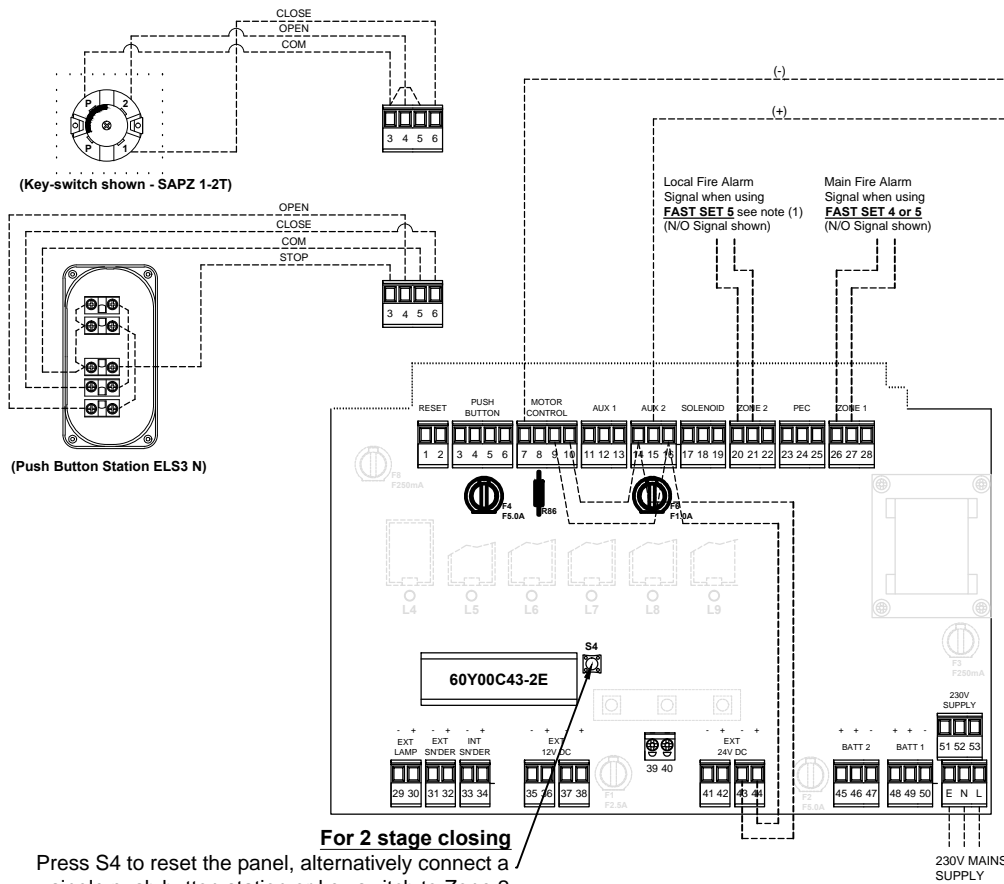 CLOSE
OPEN
COM
P 2
P 1
3 4 5 6
(Key-switch shown - SAPZ 1-2T)
(-)
(+)
OPEN
CLOSE
COM
STOP
3 4 5 6
(Push Button Station ELS3 N)
Local Fire Alarm
Signal when using
FAST SET 5 see note (1)
(N/O Signal shown)
Main Fire Alarm
Signal when using
FAST SET 4 or 5
(N/O Signal shown)
RESET
PUSH
BUTTON
MOTOR
CONTROL
AUX 1
AUX 2
SOLENOID
ZONE 2
PEC
ZONE 1
1 2 3 4 5 6 7 8 9 10 11 12 13 14 15 16 17 18 19 20 21 22 23 24 25 26 27 28
F250mA
F4
F5.0A
R86
F1.0A
L4 L5 L6 L7 L8 L9
F3
F250mA
S4
60Y00C43-2E
230V
SUPPLY
51 52 53
- +
EXT
LAMP
29 30
EXT
SN'DER
31 32
- +
INT
SN'DER
33 34
- + - +
EXT
12V DC
35 36 37 38
F1
F2.5A
39 40
- + - +
EXT
24V DC
41 42 43 44
F2
F5.0A
+ + -
BATT 2
45 46 47
+ + -
BATT 1
48 49 50
E N L
230V MAINS
SUPPLY
For 2 stage closing
Press S4 to reset the panel, alternatively connect a